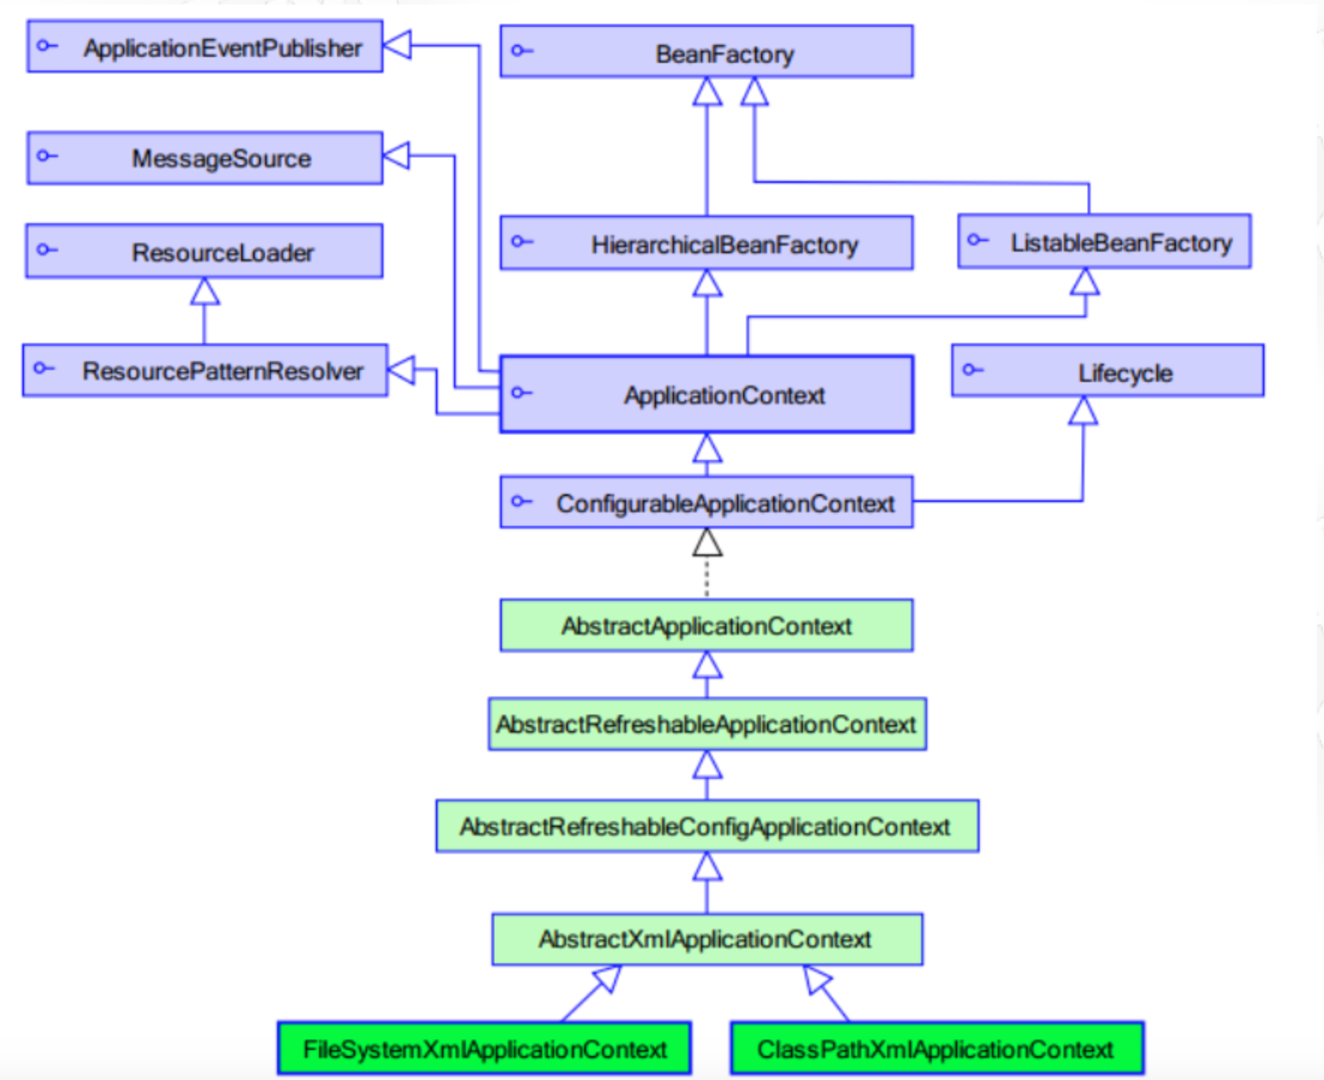 ApplicationEventPublisher
BeanFactory
MessageSource
ResourceLoader
HierarchicalBeanFactory
ListableBeanFactory
ResourcePatternResolver
ApplicationContext
Lifecycle
ConfigurableApplicationContext
AbstractApplicationContext
AbstractRefreshableApplicationContext
AbstractRefreshableConfigApplicationContext
AbstractXmlApplicationContext
FileSystemXmlApplicationContext
ClassPathXmlApplicationContext